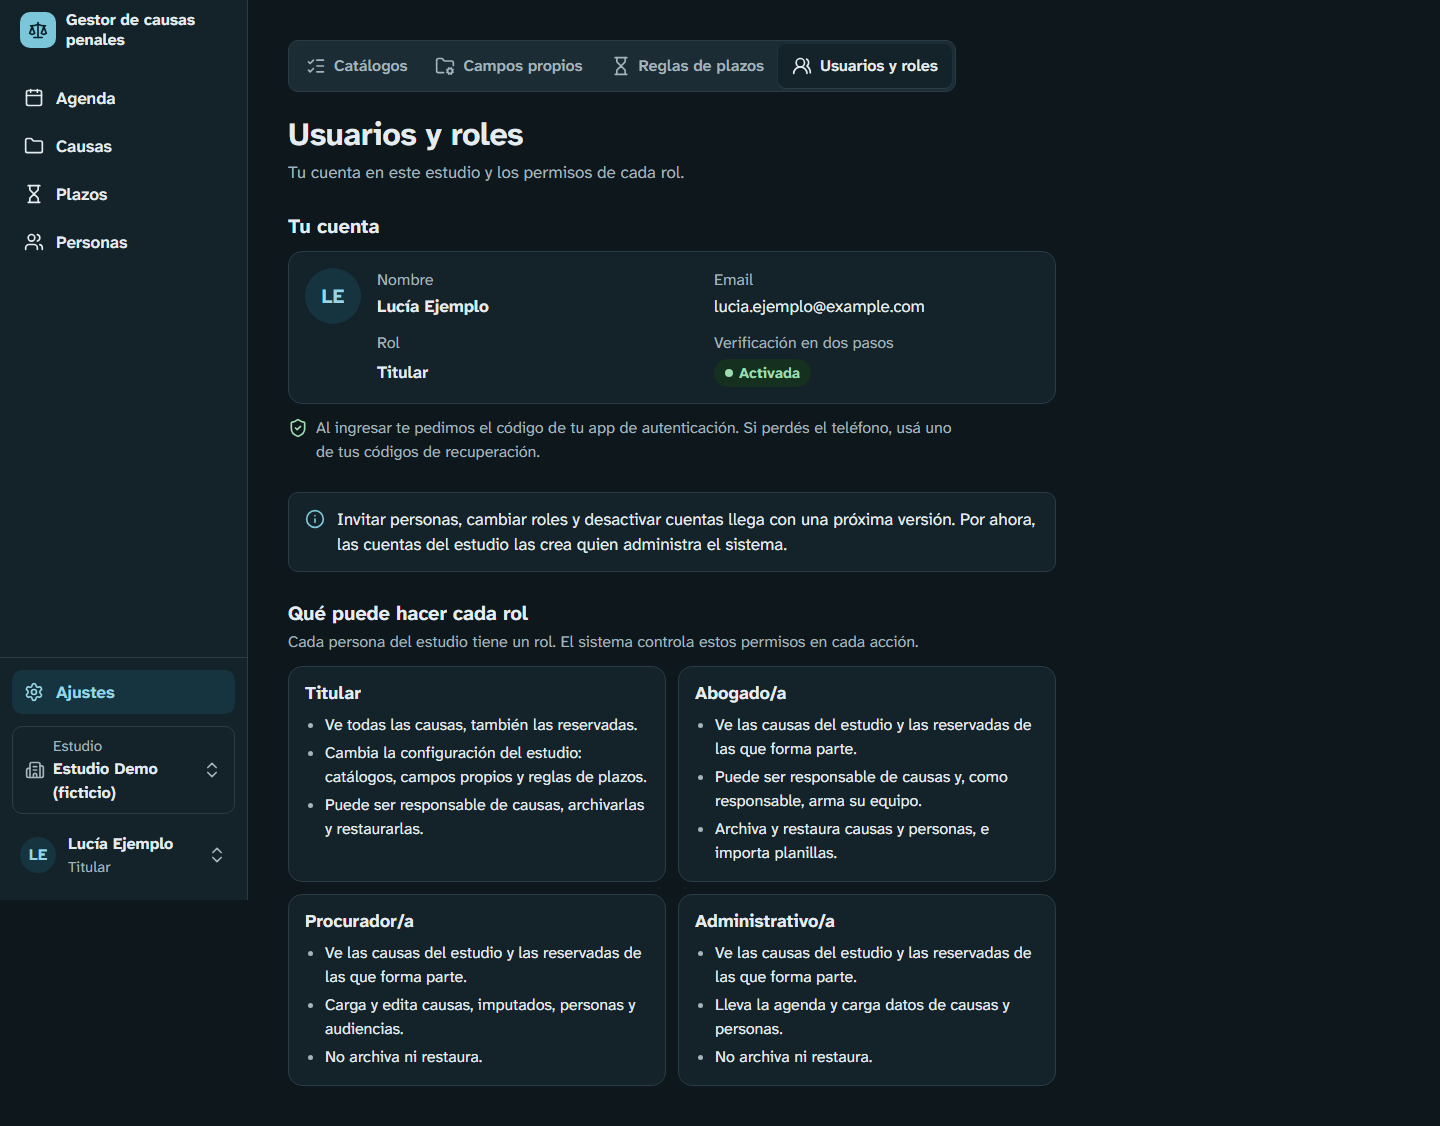 Gestor de causas
penales
Agenda
Causas
Plazos
Personas
Ajustes
Estudio
Estudio Demo
(ficticio)
LE
Lucía Ejemplo
Titular
Catálogos
Campos propios
Reglas de plazos
Usuarios y roles
Usuarios y roles
Tu cuenta en este estudio y los permisos de cada rol.
Tu cuenta
LE
Nombre
Lucía Ejemplo
Email
lucia.ejemplo@example.com
Rol
Titular
Verificación en dos pasos
Activada
Al ingresar te pedimos el código de tu app de autenticación. Si perdés el teléfono, usá uno
de tus códigos de recuperación.
Invitar personas, cambiar roles y desactivar cuentas llega con una próxima versión. Por ahora,
las cuentas del estudio las crea quien administra el sistema.
Qué puede hacer cada rol
Cada persona del estudio tiene un rol. El sistema controla estos permisos en cada acción.
Titular
• Ve todas las causas, también las reservadas.
• Cambia la configuración del estudio:
catálogos, campos propios y reglas de plazos.
• Puede ser responsable de causas, archivarlas
y restaurarlas.
Abogado/a
• Ve las causas del estudio y las reservadas de
las que forma parte.
• Puede ser responsable de causas y, como
responsable, arma su equipo.
• Archiva y restaura causas y personas, e
importa planillas.
Procurador/a
• Ve las causas del estudio y las reservadas de
las que forma parte.
• Carga y edita causas, imputados, personas y
audiencias.
• No archiva ni restaura.
Administrativo/a
• Ve las causas del estudio y las reservadas de
las que forma parte.
• Lleva la agenda y carga datos de causas y
personas.
• No archiva ni restaura.